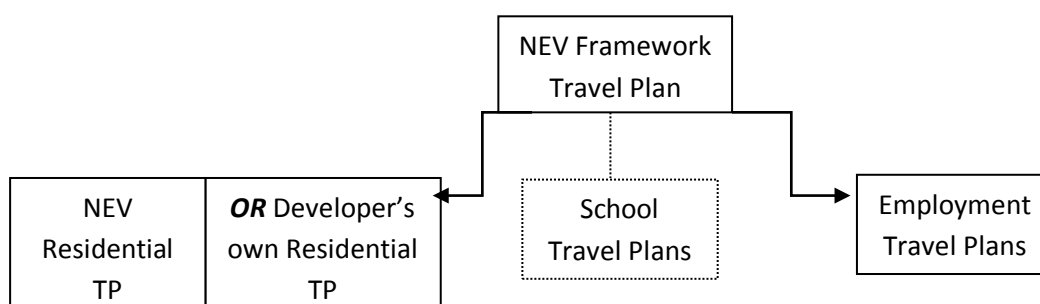 NEV Framework
Travel Plan
NEV
Residential
TP
OR Developer’s
own Residential
TP
School
Travel Plans
Employment
Travel Plans